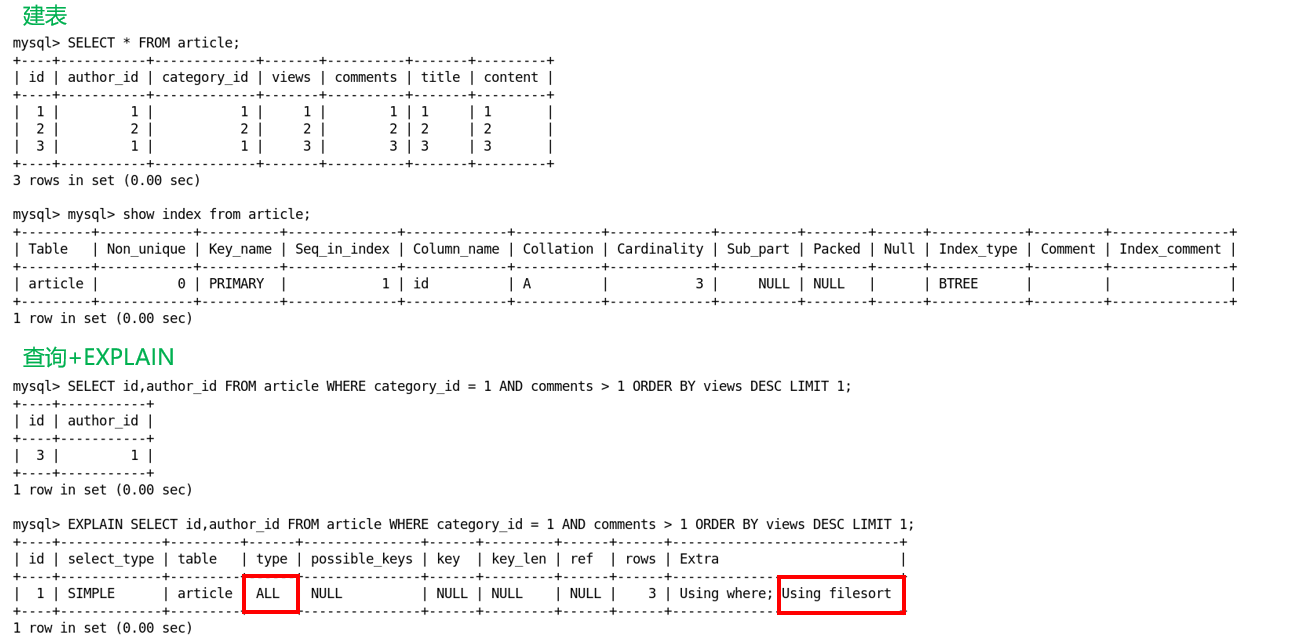 建表
mysql> SELECT * FROM article;
+----+-----------+-------------+-------+----------+-------+---------+
| id | author_id | category_id | views | comments | title | content |
+----+-----------+-------------+-------+----------+-------+---------+
|  1 |         1 |           1 |     1 |        1 | 1     | 1       |
|  2 |         2 |           2 |     2 |        2 | 2     | 2       |
|  3 |         1 |           1 |     3 |        3 | 3     | 3       |
+----+-----------+-------------+-------+----------+-------+---------+
3 rows in set (0.00 sec)
mysql> mysql> show index from article;
+---------+------------+----------+--------------+-------------+-----------+-------------+----------+--------+------+------------+---------+---------------+
| Table   | Non_unique | Key_name | Seq_in_index | Column_name | Collation | Cardinality | Sub_part | Packed | Null | Index_type | Comment | Index_comment |
+---------+------------+----------+--------------+-------------+-----------+-------------+----------+--------+------+------------+---------+---------------+
| article |          0 | PRIMARY  |            1 | id          | A         |           3 |     NULL | NULL   |      | BTREE      |         |               |
+---------+------------+----------+--------------+-------------+-----------+-------------+----------+--------+------+------------+---------+---------------+
1 row in set (0.00 sec)
查询+EXPLAIN
mysql> SELECT id,author_id FROM article WHERE category_id = 1 AND comments > 1 ORDER BY views DESC LIMIT 1;
+----+-----------+
| id | author_id |
+----+-----------+
|  3 |         1 |
+----+-----------+
1 row in set (0.00 sec)
mysql> EXPLAIN SELECT id,author_id FROM article WHERE category_id = 1 AND comments > 1 ORDER BY views DESC LIMIT 1;
+----+-------------+---------+------+---------------+------+---------+------+------+-----------------------------+
| id | select_type | table   | type | possible_keys | key  | key_len | ref  | rows | Extra                       |
+----+-------------+---------+------+---------------+------+---------+------+------+-----------------------------+
|  1 | SIMPLE      | article | ALL  | NULL          | NULL | NULL    | NULL |    3 | Using where; Using filesort |
+----+-------------+---------+------+---------------+------+---------+------+------+-----------------------------+
1 row in set (0.00 sec)